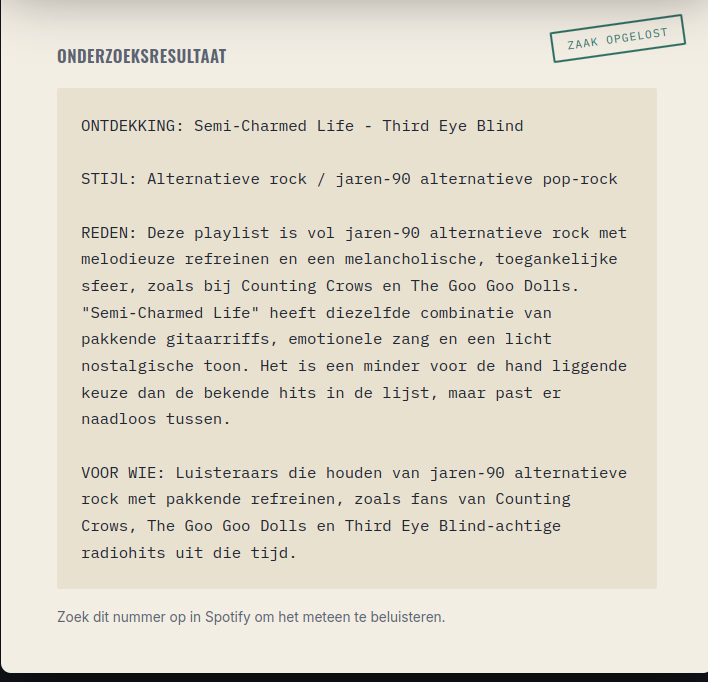 ZAAK OPGELOST
ONDERZOEKSRESULTAAT
ONTDEKKING: Semi-Charmed Life - Third Eye Blind
STIJL: Alternatieve rock / jaren-90 alternatieve pop-rock
REDEN: Deze playlist is vol jaren-90 alternatieve rock met
melodieuze refreinen en een melancholische, toegankelijke
sfeer, zoals bij Counting Crows en The Goo Goo Dolls.
"Semi-Charmed Life" heeft diezelfde combinatie van
pakkende gitaarriffs, emotionele zang en een licht
nostalgische toon. Het is een minder voor de hand liggende
keuze dan de bekende hits in de lijst, maar past er
naadloos tussen.
VOOR WIE: Luisteraars die houden van jaren-90 alternatieve
rock met pakkende refreinen, zoals fans van Counting
Crows, The Goo Goo Dolls en Third Eye Blind-achtige
radiohits uit die tijd.
Zoek dit nummer op in Spotify om het meteen te beluisteren.